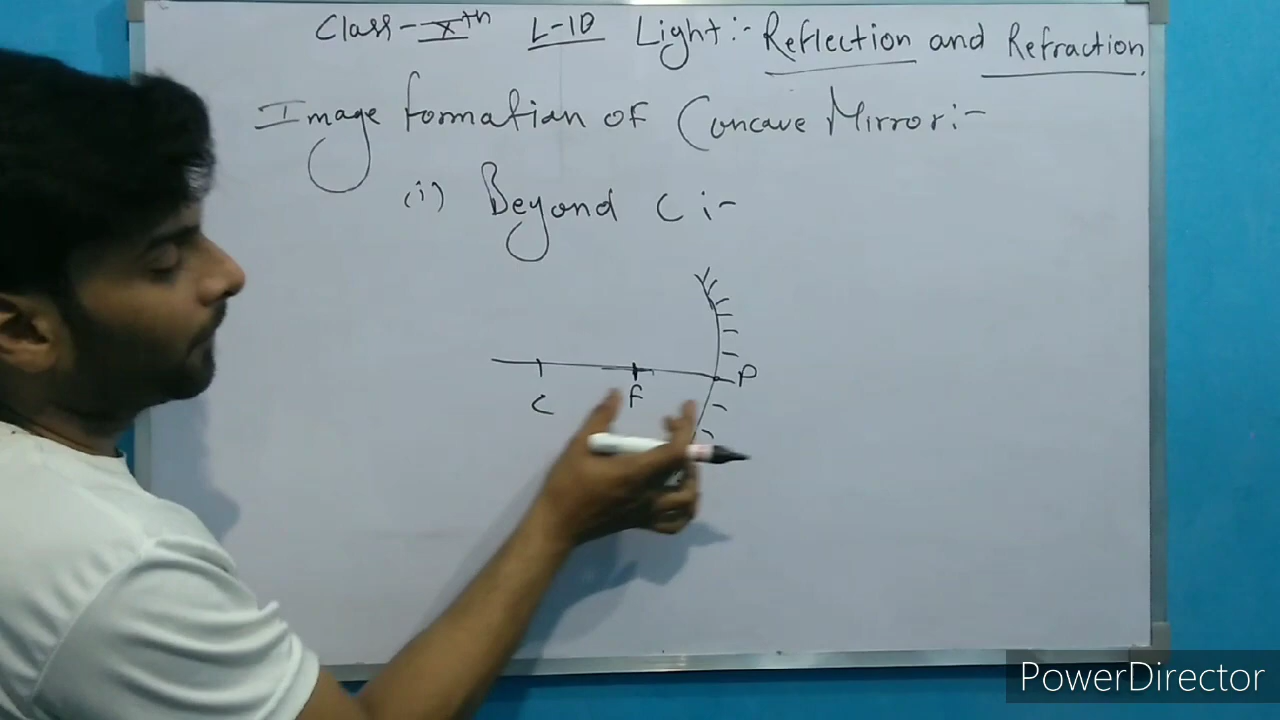 Class-Xth L-10 Light:- Reflection and Refraction
Image formation of Concave Mirror:-
(i) Beyond C :-
P
C F
PowerDirector